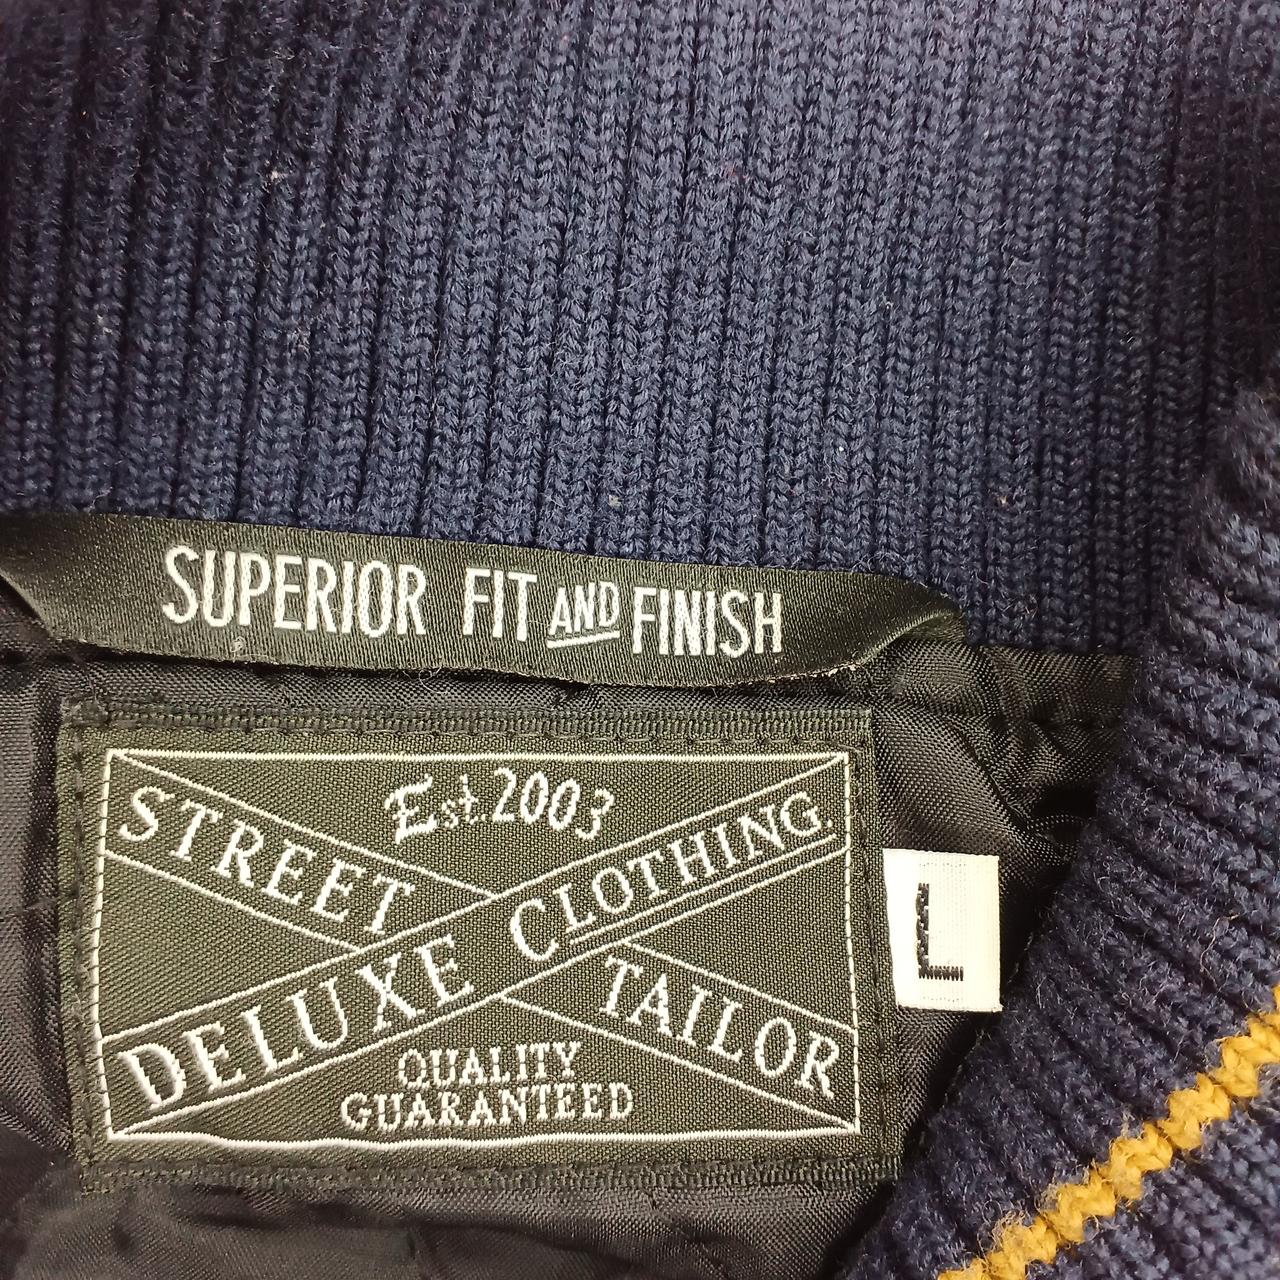 SUPERIOR FIT AND FINISH
Est. 2003
STREET TAILOR
DELUXE CLOTHING
QUALITY
GUARANTEED
L